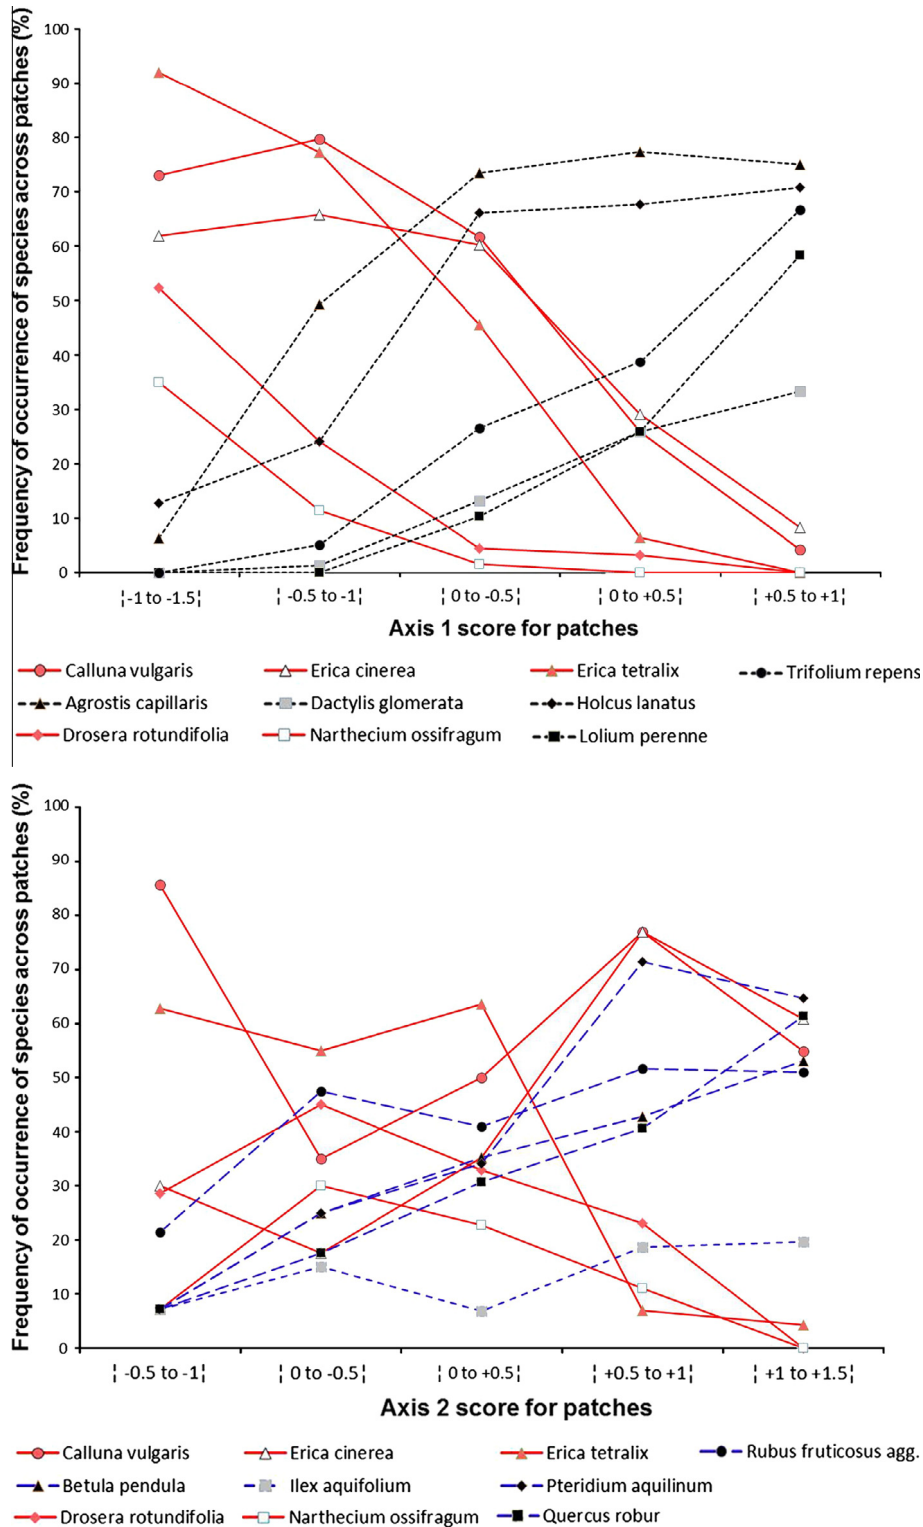 Frequency of occurrence of species across patches (%)
100
90
80
70
60
50
40
30
20
10
0
¦-1 to -1.5¦ ¦-0.5 to -1¦ ¦ 0 to -0.5¦ ¦ 0 to +0.5¦ ¦+0.5 to +1¦
Axis 1 score for patches
Calluna vulgaris Erica cinerea Erica tetralix Trifolium repens
Agrostis capillaris Dactylis glomerata Holcus lanatus
Drosera rotundifolia Narthecium ossifragum Lolium perenne
Frequency of occurrence of species across patches (%)
100
90
80
70
60
50
40
30
20
10
0
¦ -0.5 to -1¦ ¦ 0 to -0.5¦ ¦ 0 to +0.5¦ ¦+0.5 to +1¦ ¦+1 to +1.5¦
Axis 2 score for patches
Calluna vulgaris Erica cinerea Erica tetralix Rubus fruticosus agg.
Betula pendula Ilex aquifolium Pteridium aquilinum
Drosera rotundifolia Narthecium ossifragum Quercus robur